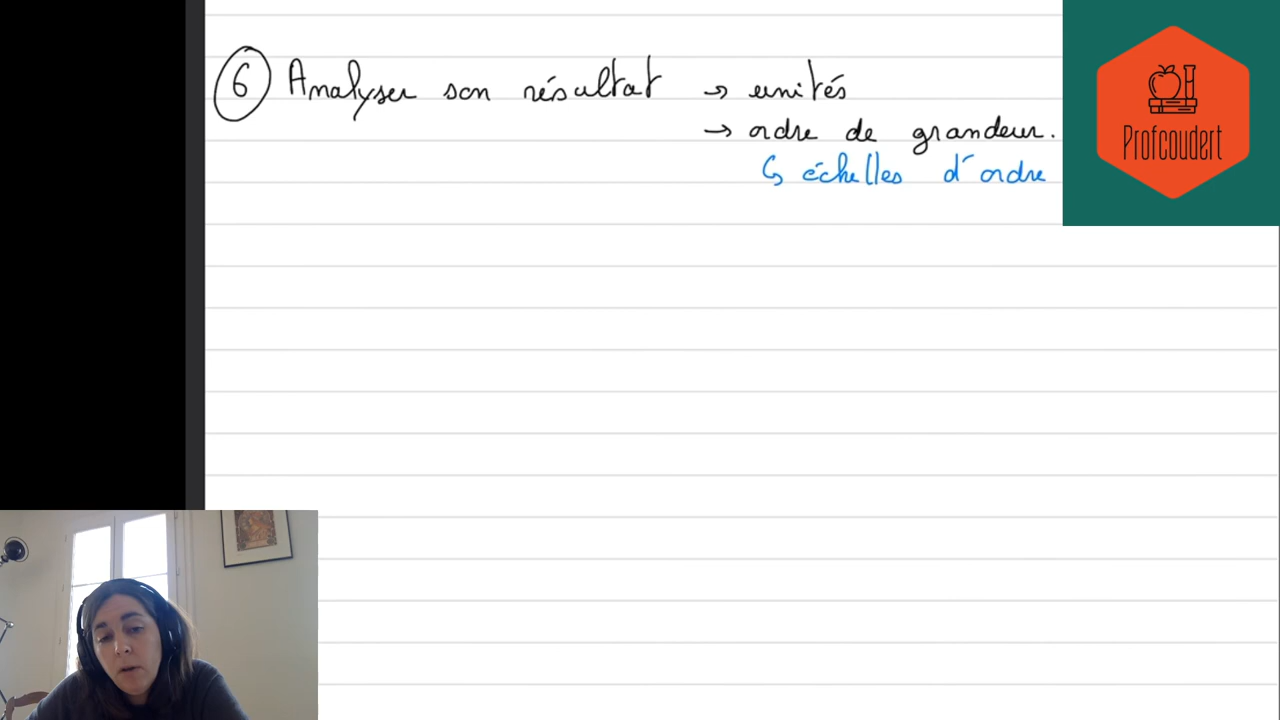 6 Analyser son résultat → unités
→ ordre de grandeur.
↳ échelles d'ordre
Profcoudert